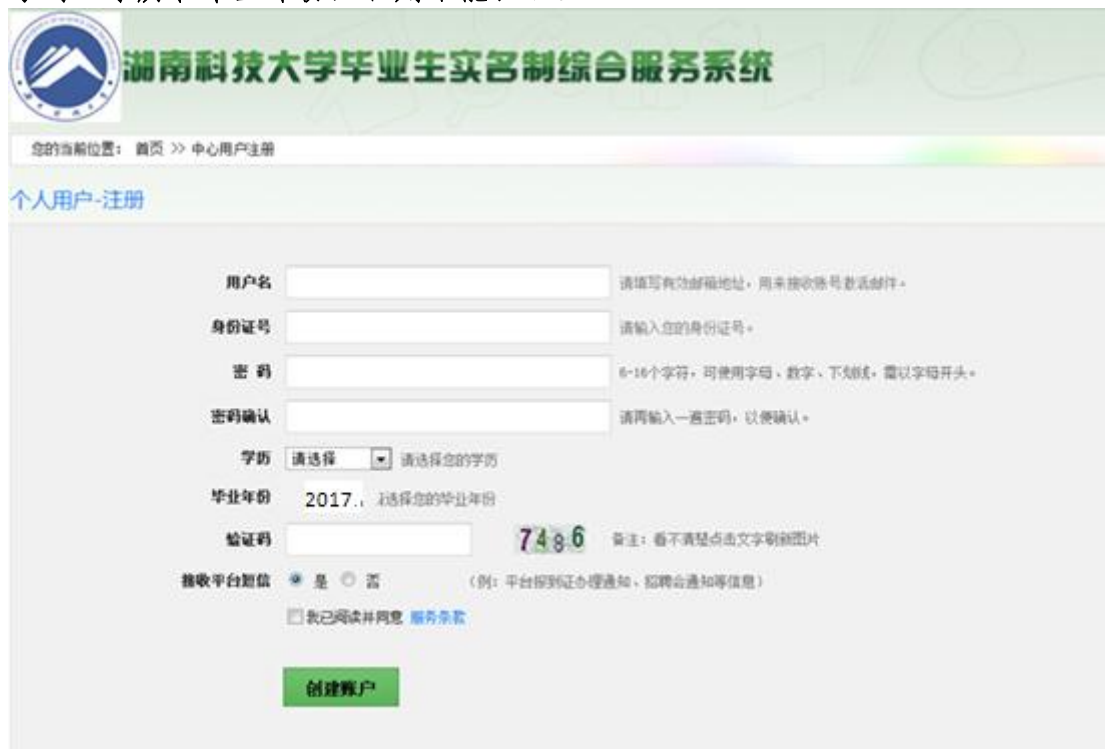 湖南科技大学毕业生实名制综合服务系统
您的当前位置： 首页 >> 中心用户注册
个人用户-注册
用户名 请填写有效邮箱地址，用来接收账号激活邮件。
身份证号 请输入您的身份证号。
密 码 6-16个字符，可使用字母、数字、下划线，需以字母开头。
密码确认 请再输入一遍密码，以便确认。
学历 请选择 请选择您的学历
毕业年份 2017. 选择您的毕业年份
验证码 7486 备注：看不清楚点击文字刷新图片
接收平台短信 是 否 （例：平台报到证办理通知、招聘会通知等信息）
我已阅读并同意 服务条款
创建账户